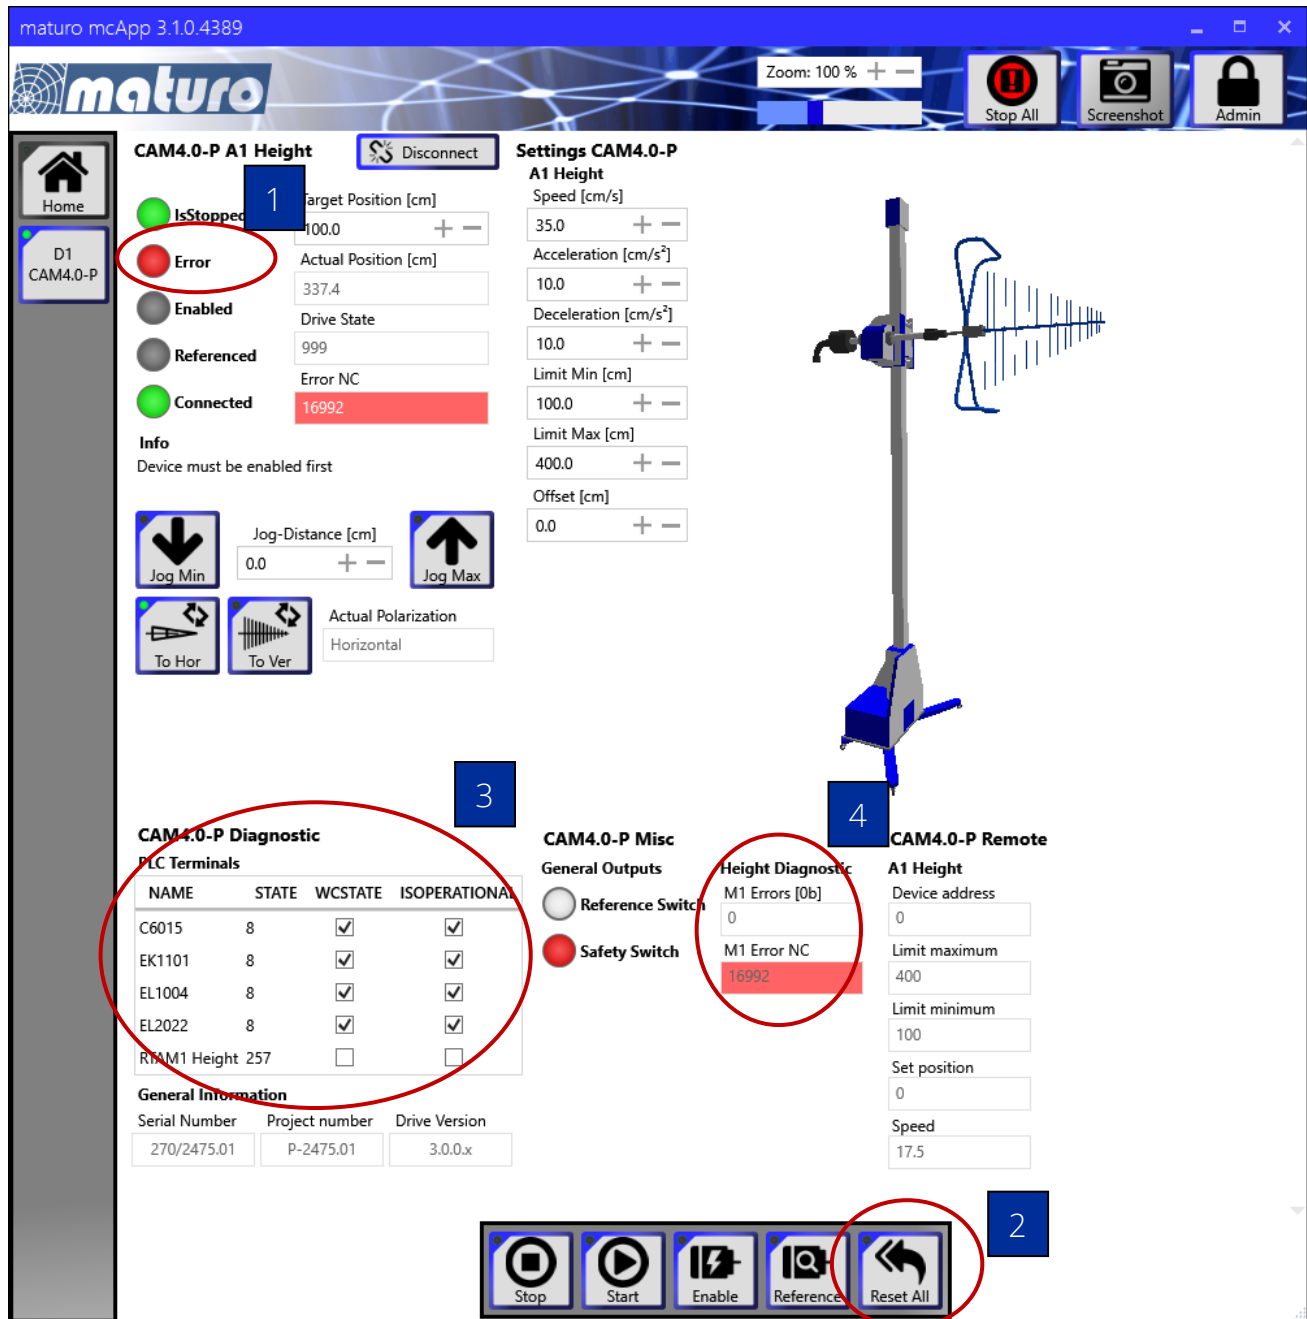 maturo mcApp 3.1.0.4389
maturo
Zoom: 100 %
Stop All
Screenshot
Admin
Home
D1
CAM4.0-P
CAM4.0-P A1 Height
Disconnect
1
IsStopped
Error
Enabled
Referenced
Connected
Target Position [cm]
100.0
Actual Position [cm]
337.4
Drive State
999
Error NC
16992
Info
Device must be enabled first
Jog Min
Jog-Distance [cm]
0.0
Jog Max
To Hor
To Ver
Actual Polarization
Horizontal
Settings CAM4.0-P
A1 Height
Speed [cm/s]
35.0
Acceleration [cm/s²]
10.0
Deceleration [cm/s²]
10.0
Limit Min [cm]
100.0
Limit Max [cm]
400.0
Offset [cm]
0.0
3
CAM4.0-P Diagnostic
PLC Terminals
NAME STATE WCSTATE ISOPERATIONAL
C6015 8
EK1101 8
EL1004 8
EL2022 8
RTAM1 Height 257
General Information
Serial Number Project number Drive Version
270/2475.01 P-2475.01 3.0.0.x
CAM4.0-P Misc
General Outputs
Reference Switch
Safety Switch
4
Height Diagnostic
M1 Errors [0b]
0
M1 Error NC
16992
CAM4.0-P Remote
A1 Height
Device address
0
Limit maximum
400
Limit minimum
100
Set position
0
Speed
17.5
2
Stop
Start
Enable
Reference
Reset All